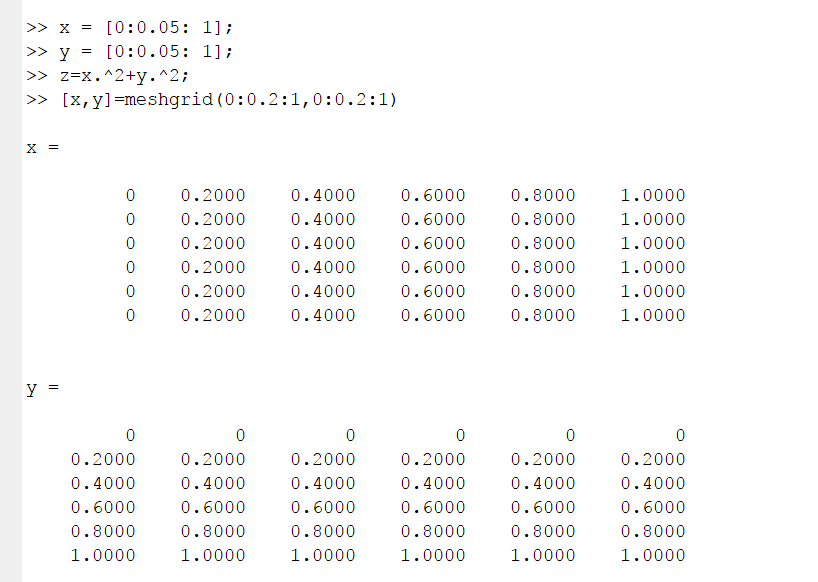 >> x = [0:0.05: 1];
>> y = [0:0.05: 1];
>> z=x.^2+y.^2;
>> [x,y]=meshgrid(0:0.2:1,0:0.2:1)
x =
0 0.2000 0.4000 0.6000 0.8000 1.0000
0 0.2000 0.4000 0.6000 0.8000 1.0000
0 0.2000 0.4000 0.6000 0.8000 1.0000
0 0.2000 0.4000 0.6000 0.8000 1.0000
0 0.2000 0.4000 0.6000 0.8000 1.0000
0 0.2000 0.4000 0.6000 0.8000 1.0000
y =
0 0 0 0 0 0
0.2000 0.2000 0.2000 0.2000 0.2000 0.2000
0.4000 0.4000 0.4000 0.4000 0.4000 0.4000
0.6000 0.6000 0.6000 0.6000 0.6000 0.6000
0.8000 0.8000 0.8000 0.8000 0.8000 0.8000
1.0000 1.0000 1.0000 1.0000 1.0000 1.0000